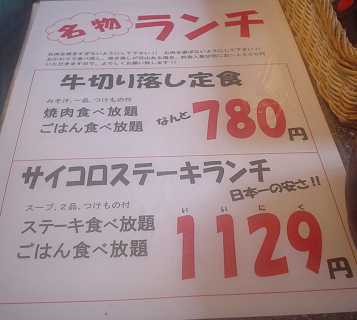 名物 ランチ
牛切り落し定食
みそ汁、一品、つけもの付
焼肉食べ放題
ごはん食べ放題
なんと 780円
サイコロステーキランチ
日本一の安さ!!
スープ、2品、つけもの付
ステーキ食べ放題
ごはん食べ放題
いいにく
1129円